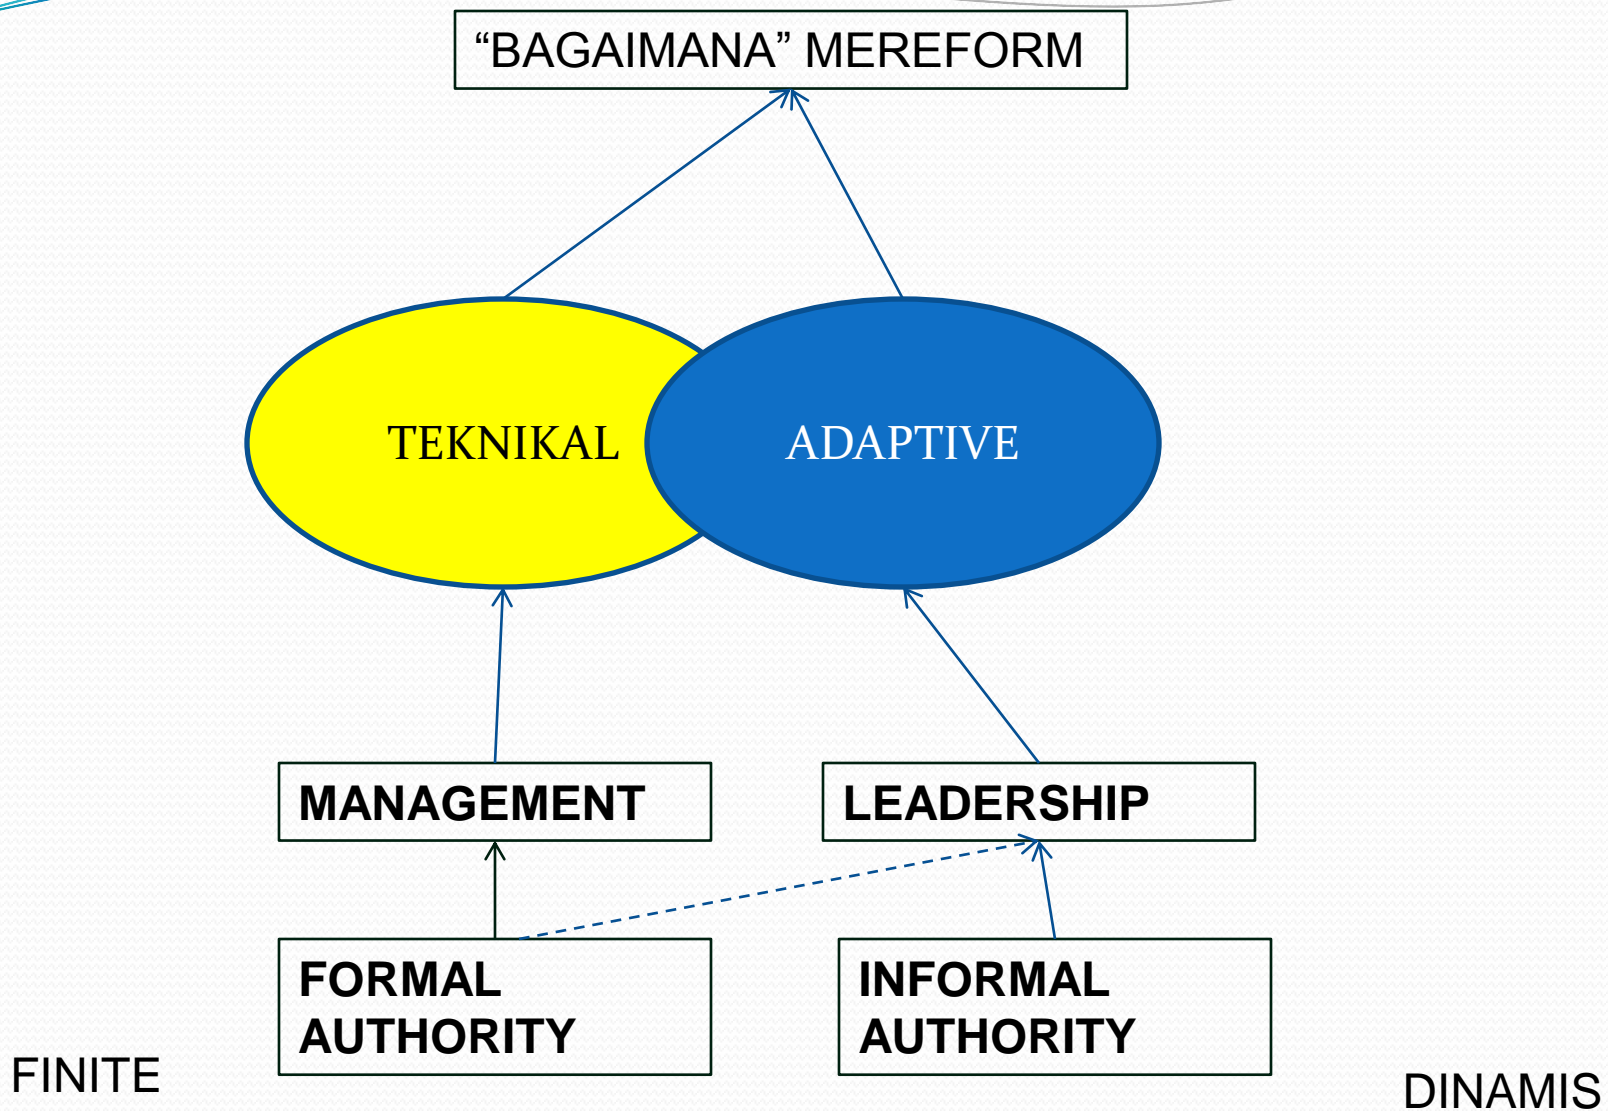 “BAGAIMANA” MEREFORM
TEKNIKAL
ADAPTIVE
MANAGEMENT
LEADERSHIP
FORMAL
AUTHORITY
INFORMAL
AUTHORITY
FINITE
DINAMIS